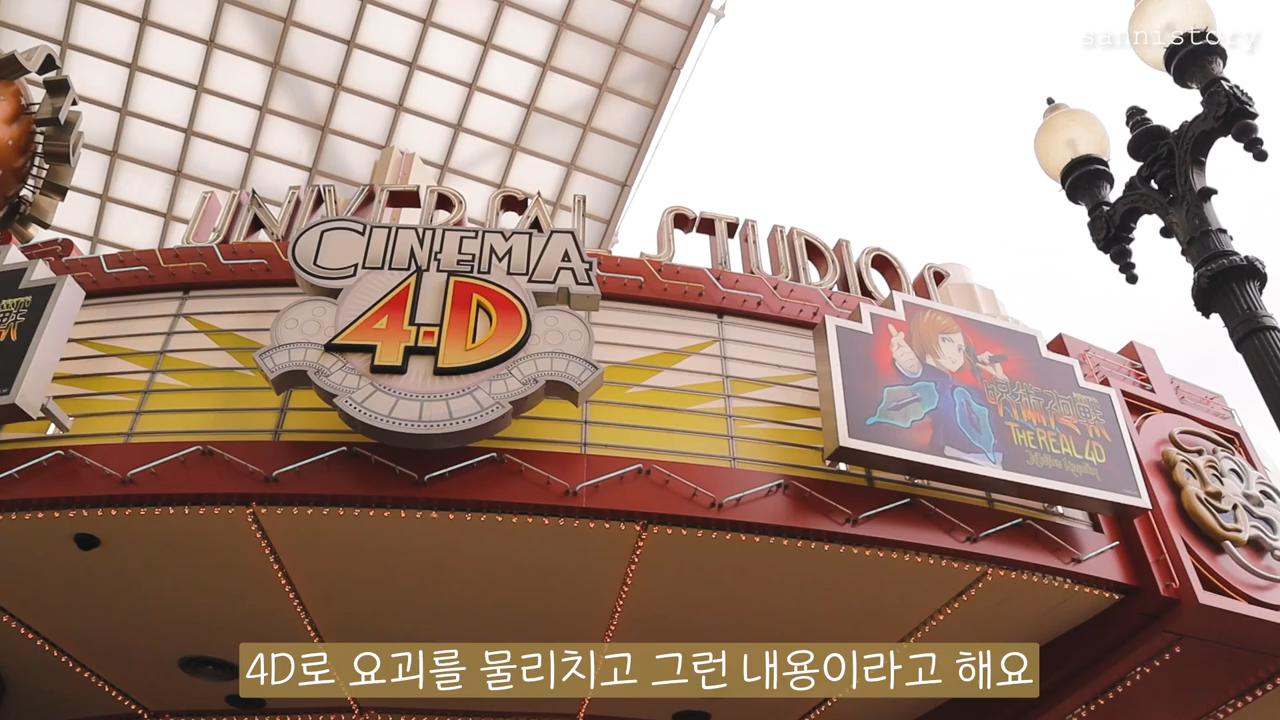 sannistory
UNIVERSAL STUDIOS
CINEMA
4-D
呪術廻戦
THE REAL 4D
4D로 요괴를 물리치고 그런 내용이라고 해요